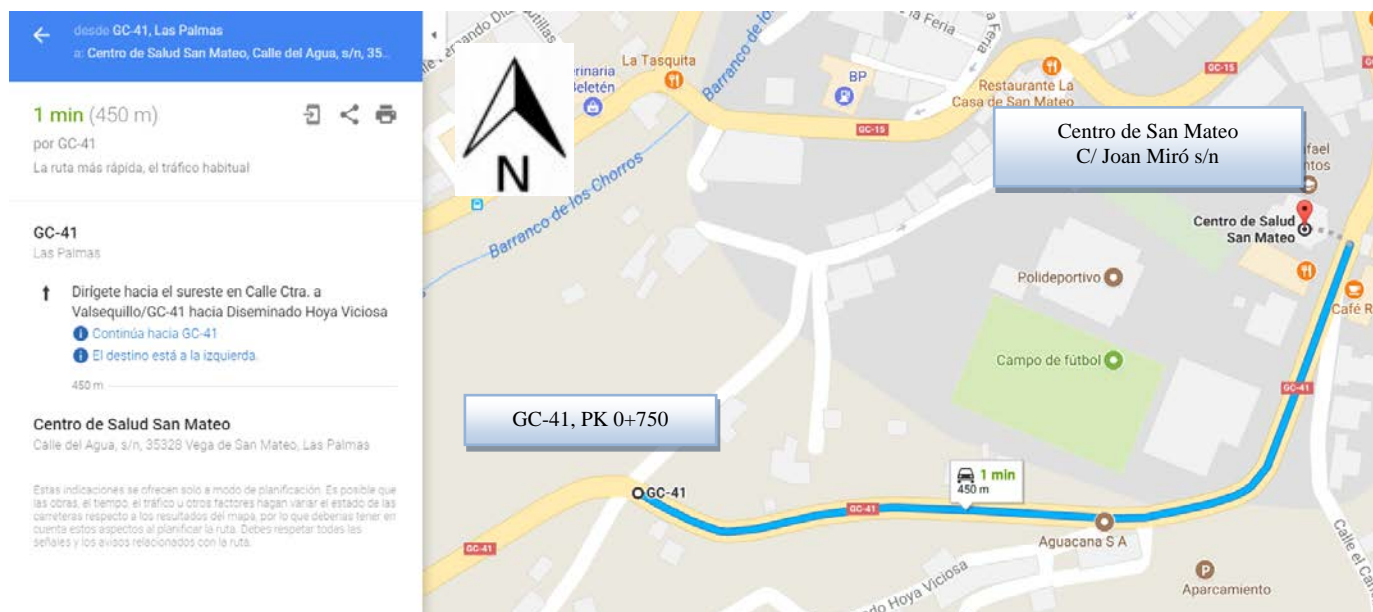 desde GC-41, Las Palmas
a: Centro de Salud San Mateo, Calle del Agua, s/n, 35...
1 min (450 m)
por GC-41
La ruta más rápida, el tráfico habitual
GC-41
Las Palmas
Dirígete hacia el sureste en Calle Ctra. a
Valsequillo/GC-41 hacia Diseminado Hoya Viciosa
Continúa hacia GC-41
El destino está a la izquierda.
450 m
Centro de Salud San Mateo
Calle del Agua, s/n, 35328 Vega de San Mateo, Las Palmas
Estas indicaciones se ofrecen solo a modo de planificación. Es posible que
las obras, el tiempo, el tráfico u otros factores hagan variar el estado de las
carreteras respecto a los resultados del mapa, por lo que deberías tener en
cuenta estos aspectos al planificar la ruta. Debes respetar todas las
señales y los avisos relacionados con la ruta.
N
La Tasquita
Barranco de los
BP
la Feria
Feria
GC-15
Restaurante La
Casa de San Mateo
GC-15
Centro de San Mateo
C/ Joan Miró s/n
Barranco de los Chorros
Centro de Salud
San Mateo
Polideportivo
Café R
Campo de fútbol
GC-41
GC-41, PK 0+750
GC-41
1 min
450 m
GC-41
Aguacana S A
GC-41
Hoya Viciosa
P
Aparcamiento
Calle el